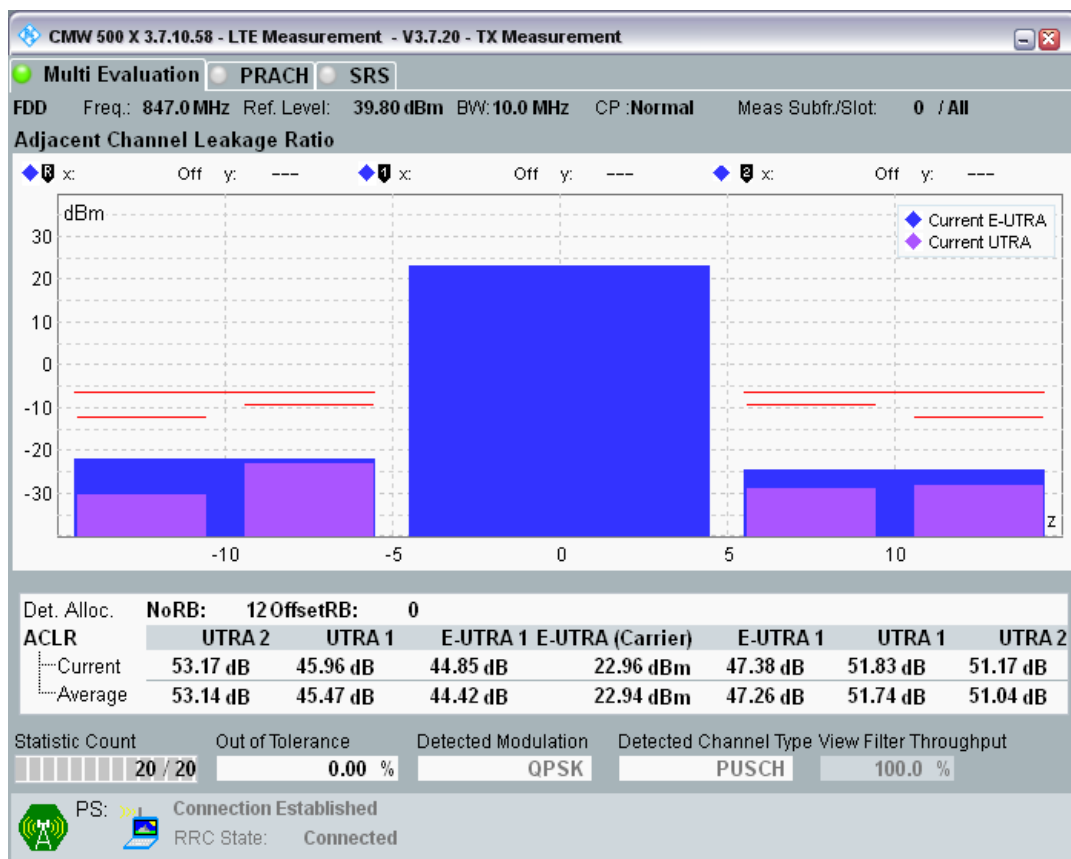 CMW 500 X 3.7.10.58 - LTE Measurement - V3.7.20 - TX Measurement
Multi Evaluation PRACH SRS
FDD Freq.: 847.0 MHz Ref. Level: 39.80 dBm BW: 10.0 MHz CP :Normal Meas Subfr./Slot: 0 / All
Adjacent Channel Leakage Ratio
R x: Off y: --- 1 x: Off y: --- 2 x: Off y: ---
dBm
Current E-UTRA
Current UTRA
30
20
10
0
-10
-20
-30
z
-10 -5 0 5 10
Det. Alloc. NoRB: 12 OffsetRB: 0
ACLR UTRA 2 UTRA 1 E-UTRA 1 E-UTRA (Carrier) E-UTRA 1 UTRA 1 UTRA 2
Current 53.17 dB 45.96 dB 44.85 dB 22.96 dBm 47.38 dB 51.83 dB 51.17 dB
Average 53.14 dB 45.47 dB 44.42 dB 22.94 dBm 47.26 dB 51.74 dB 51.04 dB
Statistic Count Out of Tolerance Detected Modulation Detected Channel Type View Filter Throughput
20 / 20 0.00 % QPSK PUSCH 100.0 %
PS: Connection Established
RRC State: Connected